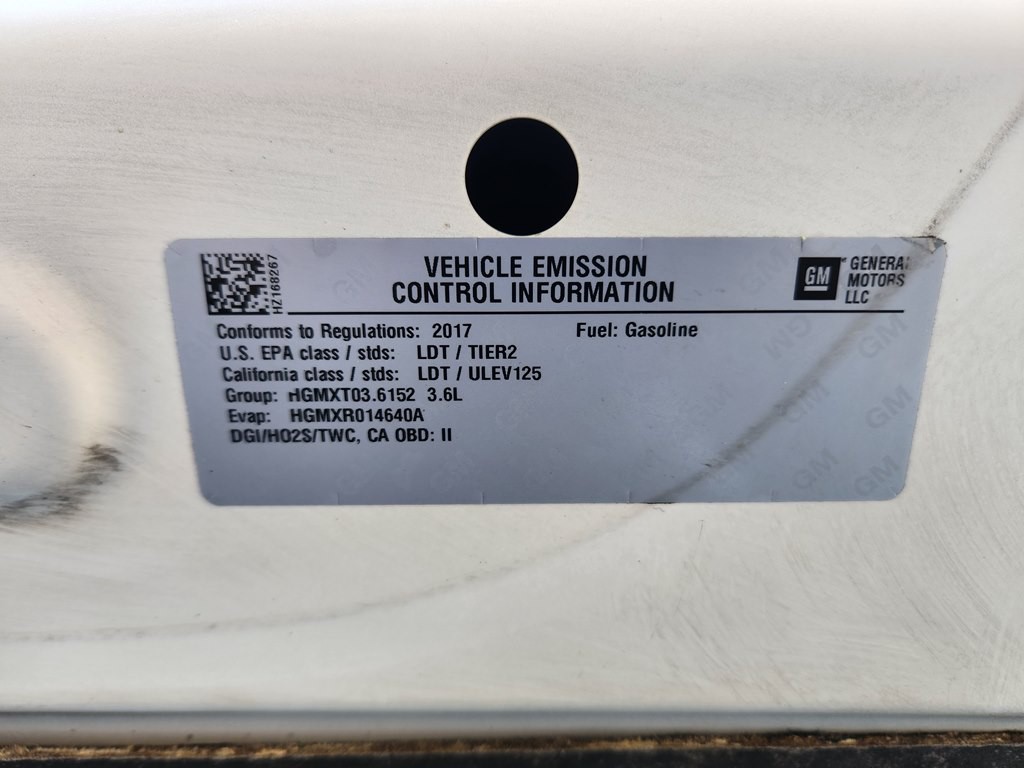 VEHICLE EMISSION
CONTROL INFORMATION
HZ168267
GM
GENERAL
MOTORS
LLC
Conforms to Regulations: 2017 Fuel: Gasoline
U.S. EPA class / stds: LDT / TIER2
California class / stds: LDT / ULEV125
Group: HGMXT03.6152 3.6L
Evap: HGMXR014640A
DGI/HO2S/TWC, CA OBD: II